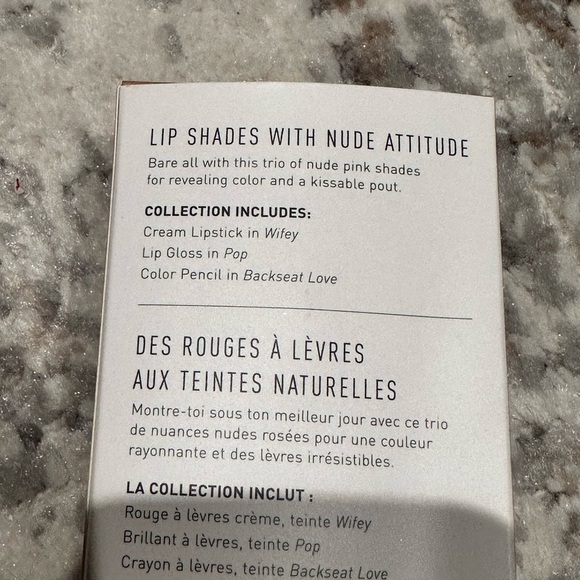 LIP SHADES WITH NUDE ATTITUDE
Bare all with this trio of nude pink shades
for revealing color and a kissable pout.
COLLECTION INCLUDES:
Cream Lipstick in Wifey
Lip Gloss in Pop
Color Pencil in Backseat Love
DES ROUGES À LÈVRES
AUX TEINTES NATURELLES
Montre-toi sous ton meilleur jour avec ce trio
de nuances nudes rosées pour une couleur
rayonnante et des lèvres irrésistibles.
LA COLLECTION INCLUT :
Rouge à lèvres crème, teinte Wifey
Brillant à lèvres, teinte Pop
Crayon à lèvres, teinte Backseat Love